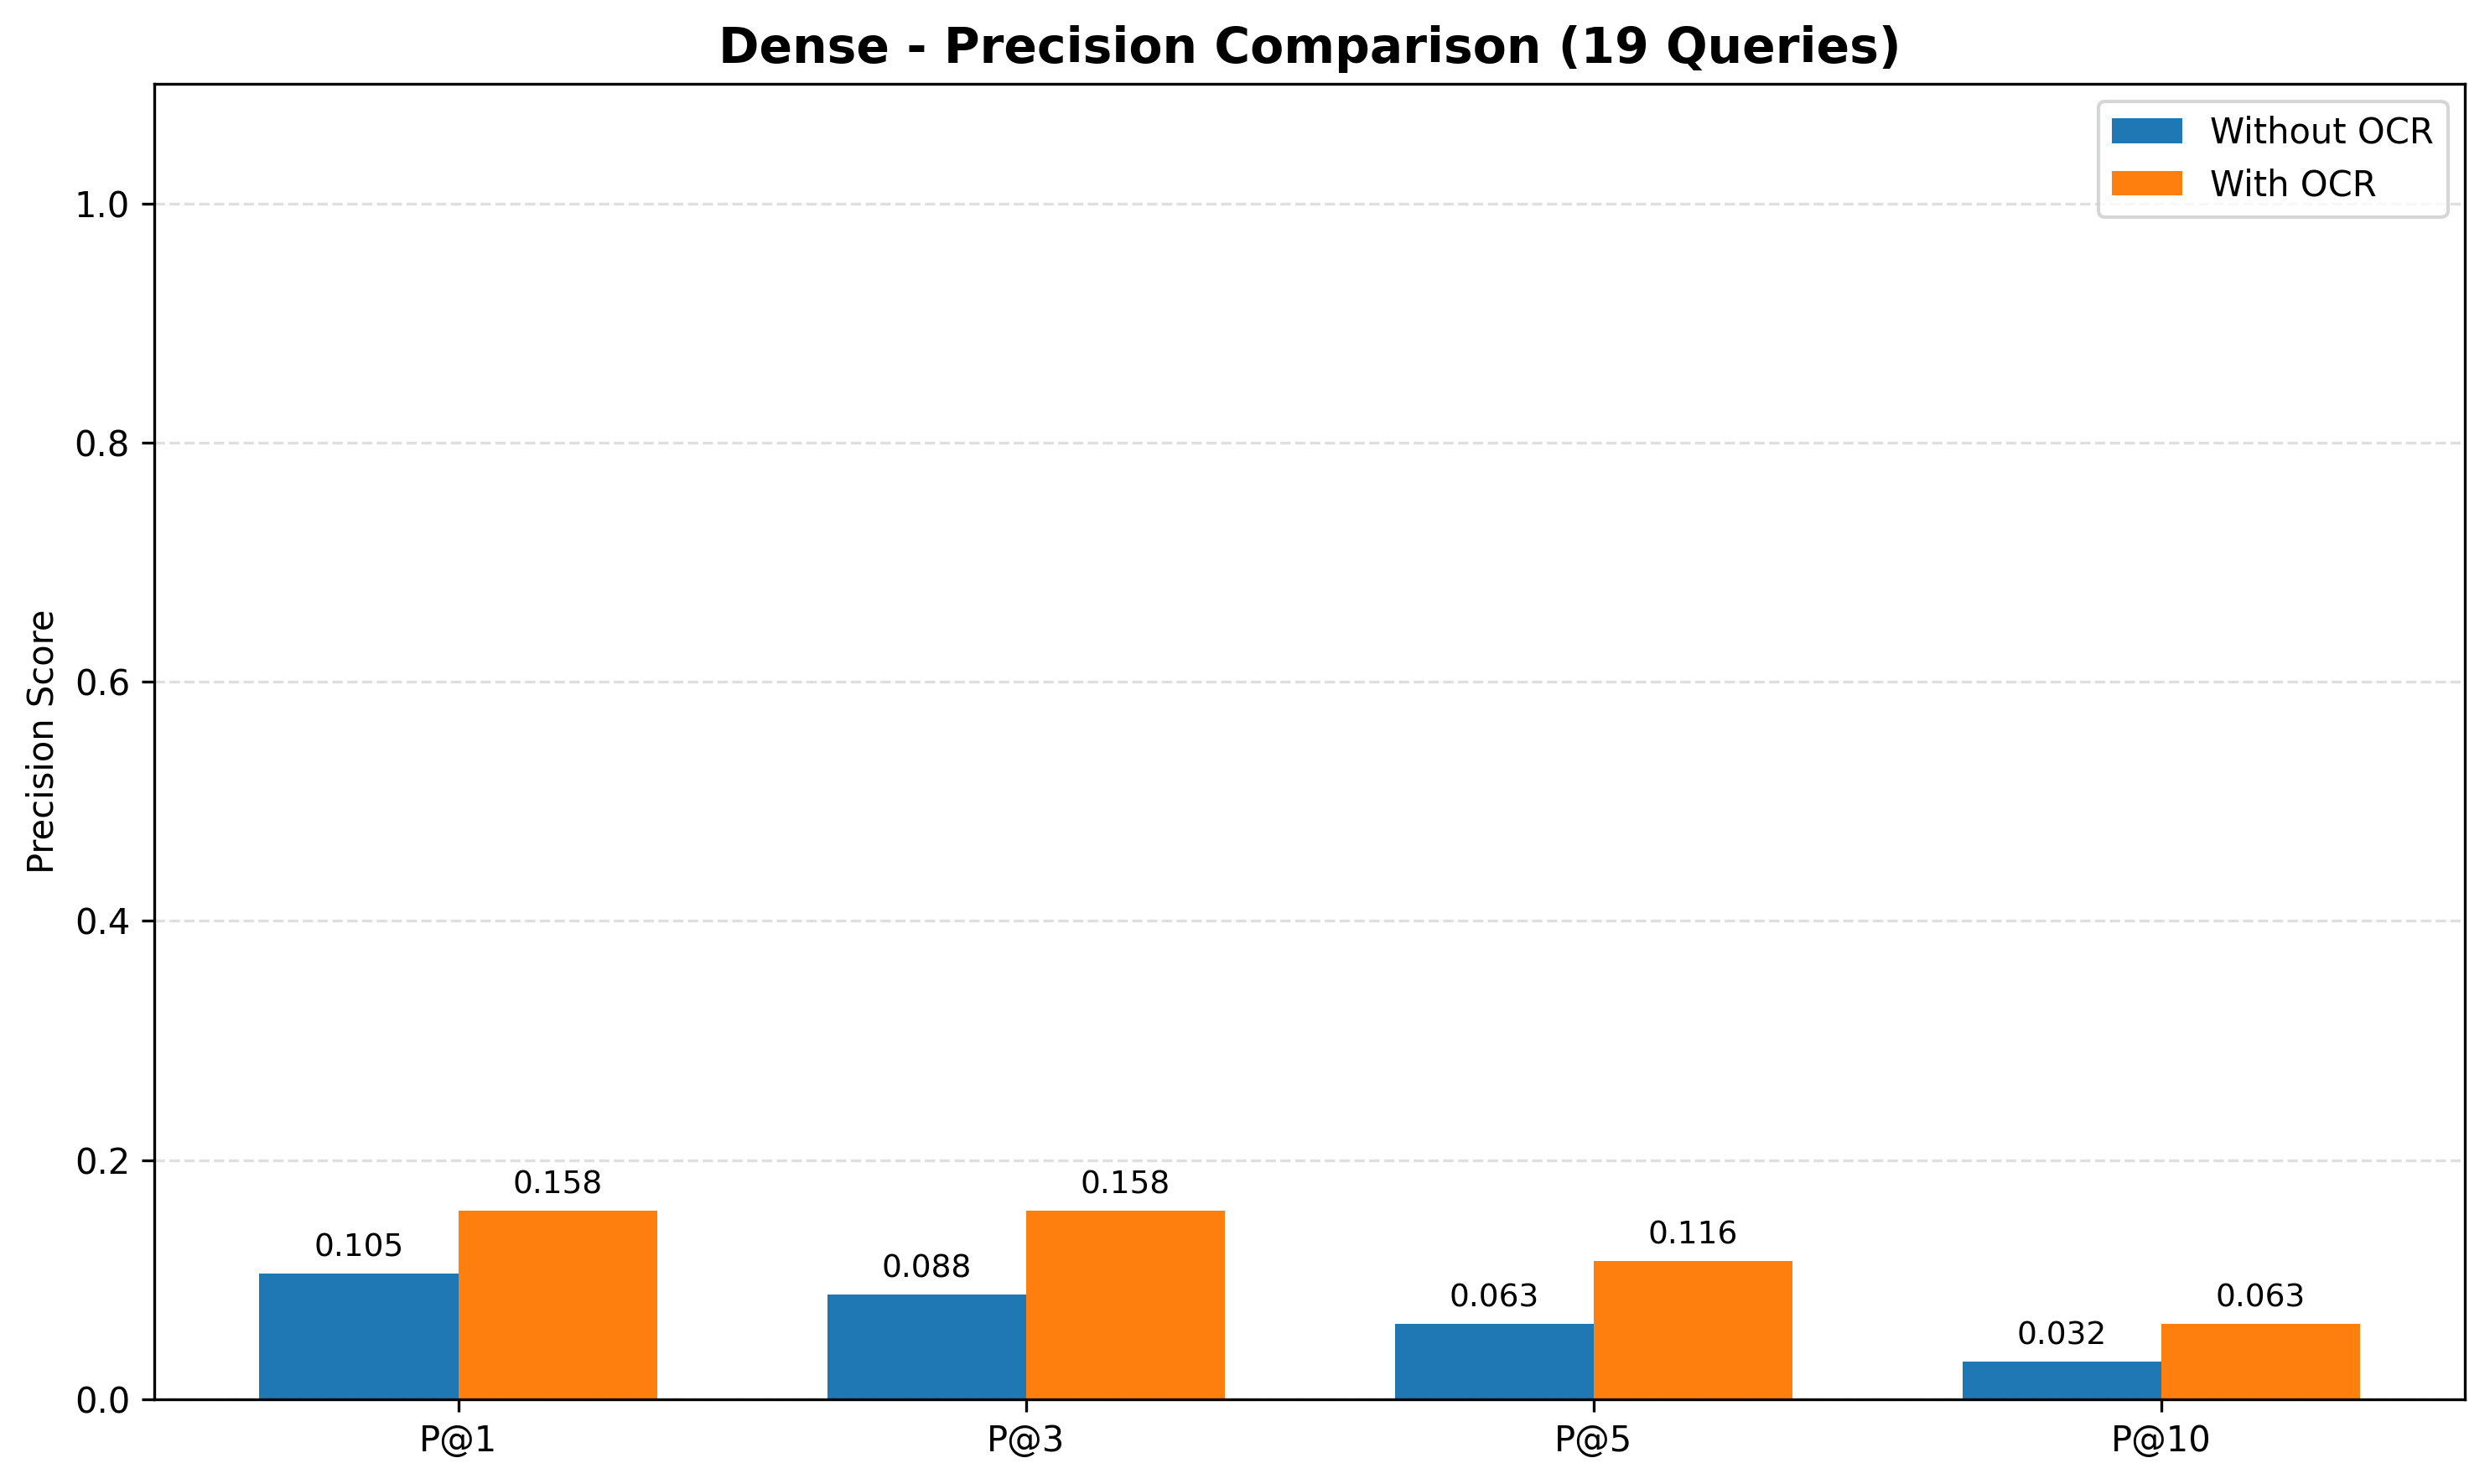 Dense - Precision Comparison (19 Queries)
Without OCR
With OCR
Precision Score
1.0
0.8
0.6
0.4
0.2
0.0
0.105
0.158
0.088
0.158
0.063
0.116
0.032
0.063
P@1
P@3
P@5
P@10